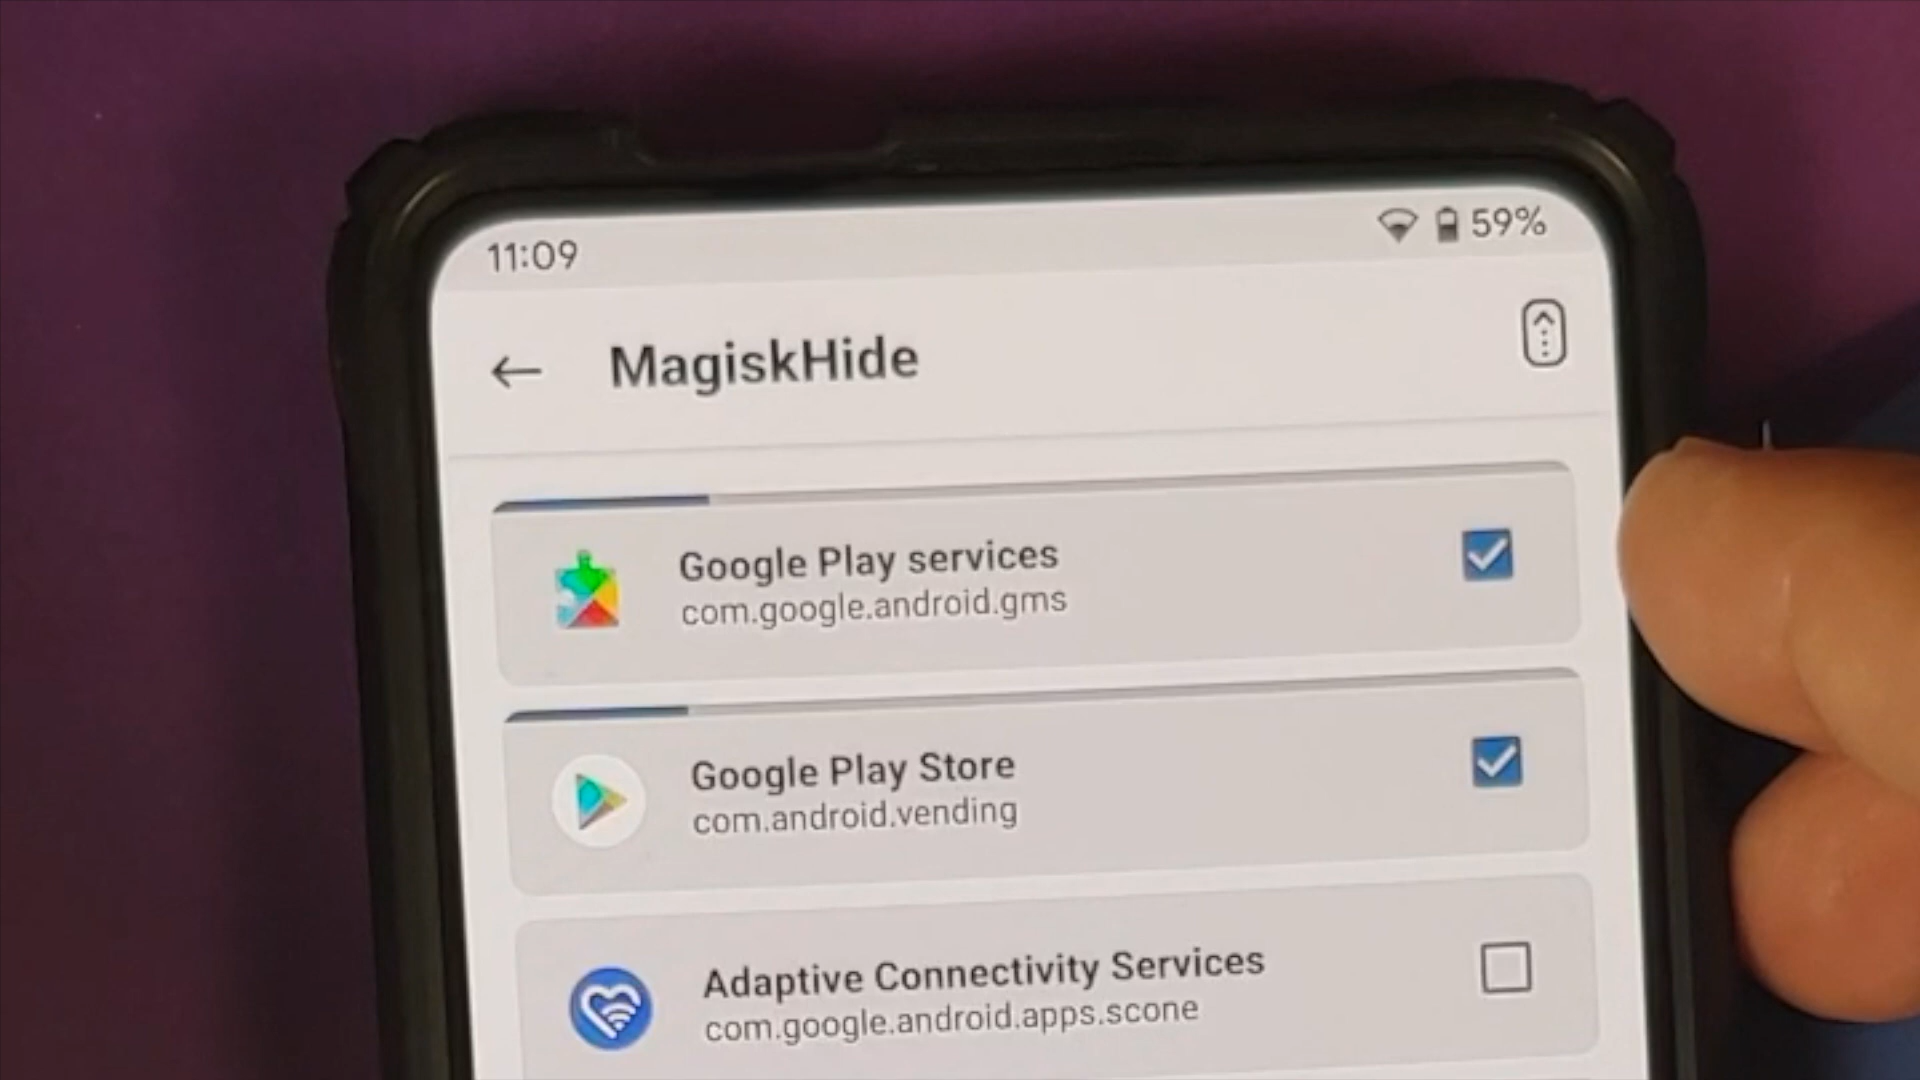 11:09
59%
MagiskHide
Google Play services
com.google.android.gms
Google Play Store
com.android.vending
Adaptive Connectivity Services
com.google.android.apps.scone